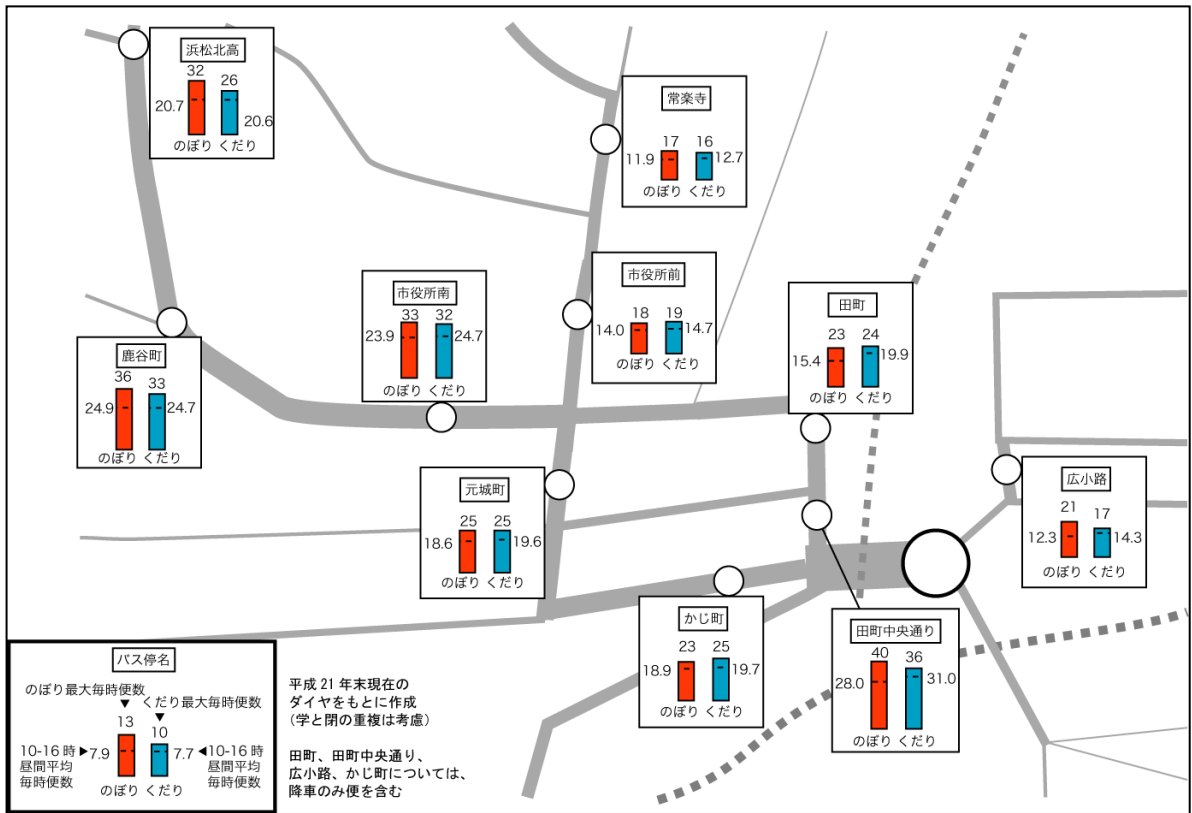 浜松北高
32
26
20.7
20.6
のぼり くだり
常楽寺
17
16
11.9
12.7
のぼり くだり
市役所前
18
19
14.0
14.7
のぼり くだり
市役所南
33
32
23.9
24.7
のぼり くだり
田町
23
24
15.4
19.9
のぼり くだり
鹿谷町
36
33
24.9
24.7
のぼり くだり
元城町
25
25
18.6
19.6
のぼり くだり
広小路
21
17
12.3
14.3
のぼり くだり
かじ町
23
25
18.9
19.7
のぼり くだり
田町中央通り
40
36
28.0
31.0
のぼり くだり
バス停名
のぼり最大毎時便数
▼
くだり最大毎時便数
▼
13
10
10-16 時
昼間平均
毎時便数
▶7.9
7.7
◀10-16 時
昼間平均
毎時便数
のぼり くだり
平成 21 年末現在の
ダイヤをもとに作成
(学と閉の重複は考慮)
田町、田町中央通り、
広小路、かじ町については、
降車のみ便を含む